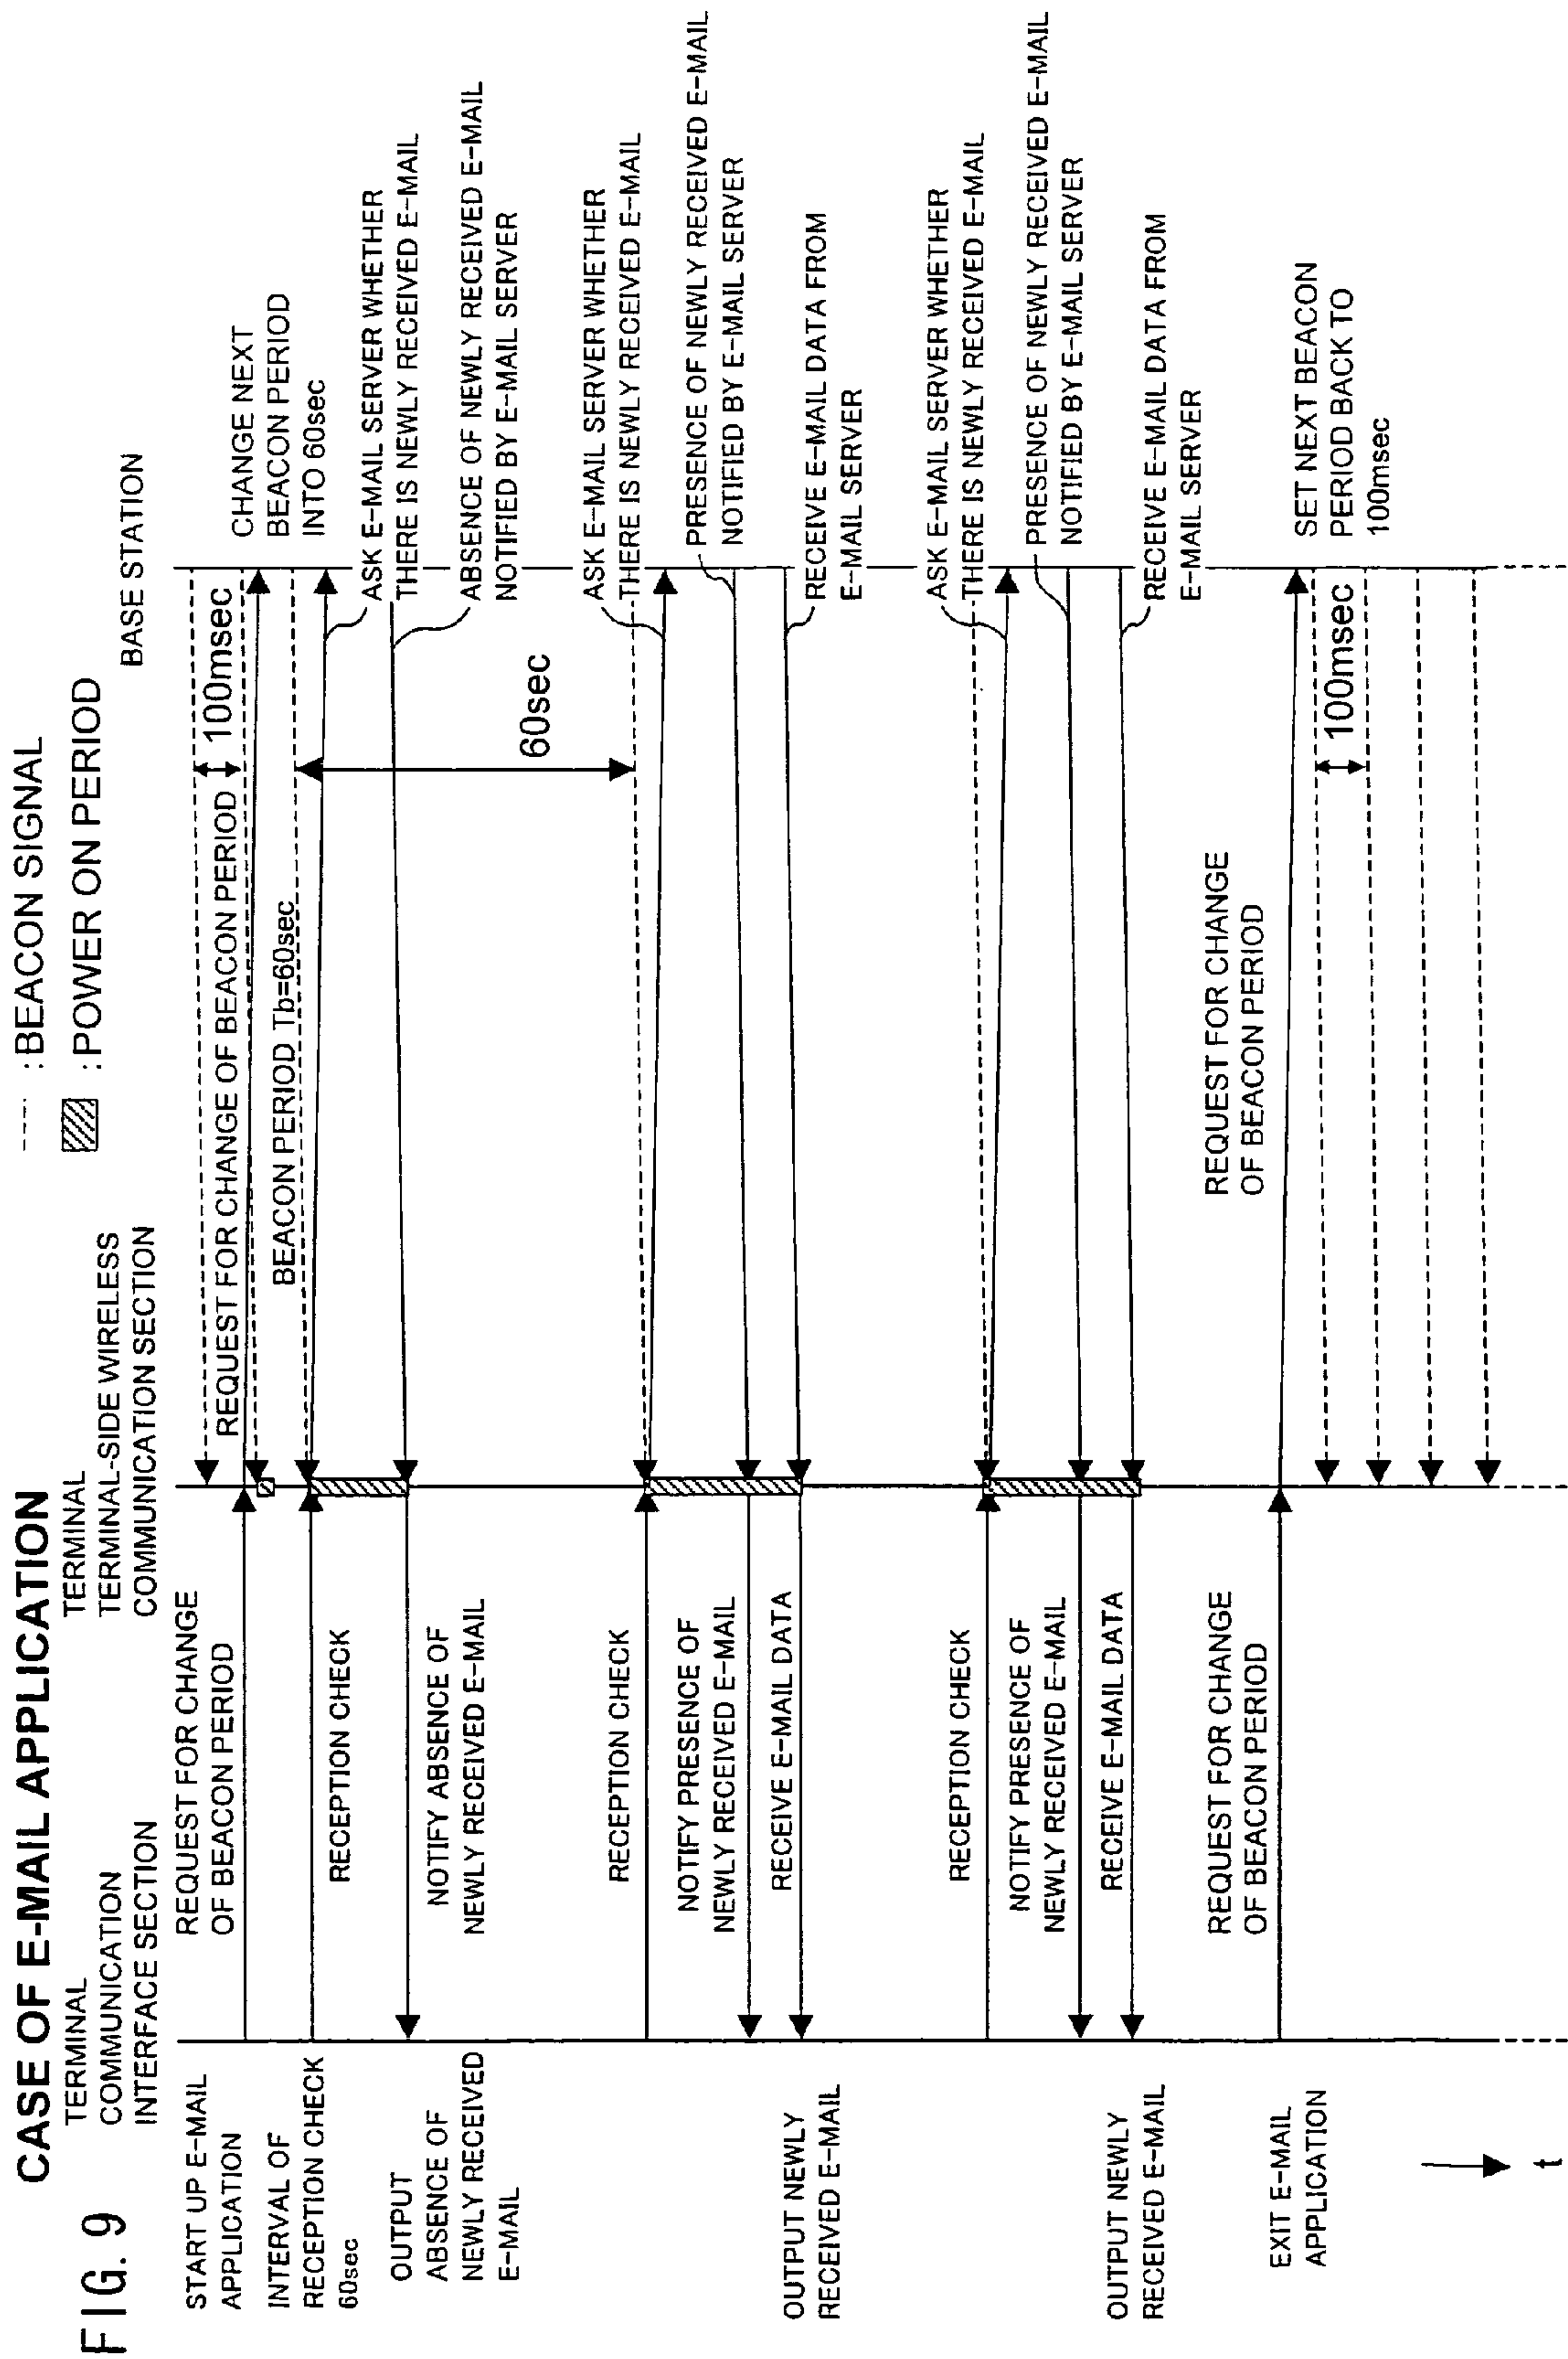 FIG. 9
CASE OF E-MAIL APPLICATION
: BEACON SIGNAL
: POWER ON PERIOD
TERMINAL
COMMUNICATION
INTERFACE SECTION
TERMINAL
TERMINAL-SIDE WIRELESS
COMMUNICATION SECTION
BASE STATION
START UP E-MAIL
APPLICATION
INTERVAL OF
RECEPTION CHECK
60sec
OUTPUT
ABSENCE OF
NEWLY RECEIVED
E-MAIL
OUTPUT NEWLY
RECEIVED E-MAIL
OUTPUT NEWLY
RECEIVED E-MAIL
EXIT E-MAIL
APPLICATION
t
REQUEST FOR CHANGE
OF BEACON PERIOD
RECEPTION CHECK
NOTIFY ABSENCE OF
NEWLY RECEIVED E-MAIL
RECEPTION CHECK
NOTIFY PRESENCE OF
NEWLY RECEIVED E-MAIL
RECEIVE E-MAIL DATA
RECEPTION CHECK
NOTIFY PRESENCE OF
NEWLY RECEIVED E-MAIL
RECEIVE E-MAIL DATA
REQUEST FOR CHANGE
OF BEACON PERIOD
REQUEST FOR CHANGE OF BEACON PERIOD
100msec
BEACON PERIOD Tb=60sec
60sec
REQUEST FOR CHANGE
OF BEACON PERIOD
100msec
CHANGE NEXT
BEACON PERIOD
INTO 60sec
ASK E-MAIL SERVER WHETHER
THERE IS NEWLY RECEIVED E-MAIL
ABSENCE OF NEWLY RECEIVED E-MAIL
NOTIFIED BY E-MAIL SERVER
ASK E-MAIL SERVER WHETHER
THERE IS NEWLY RECEIVED E-MAIL
PRESENCE OF NEWLY RECEIVED E-MAIL
NOTIFIED BY E-MAIL SERVER
RECEIVE E-MAIL DATA FROM
E-MAIL SERVER
ASK E-MAIL SERVER WHETHER
THERE IS NEWLY RECEIVED E-MAIL
PRESENCE OF NEWLY RECEIVED E-MAIL
NOTIFIED BY E-MAIL SERVER
RECEIVE E-MAIL DATA FROM
E-MAIL SERVER
SET NEXT BEACON
PERIOD BACK TO
100msec